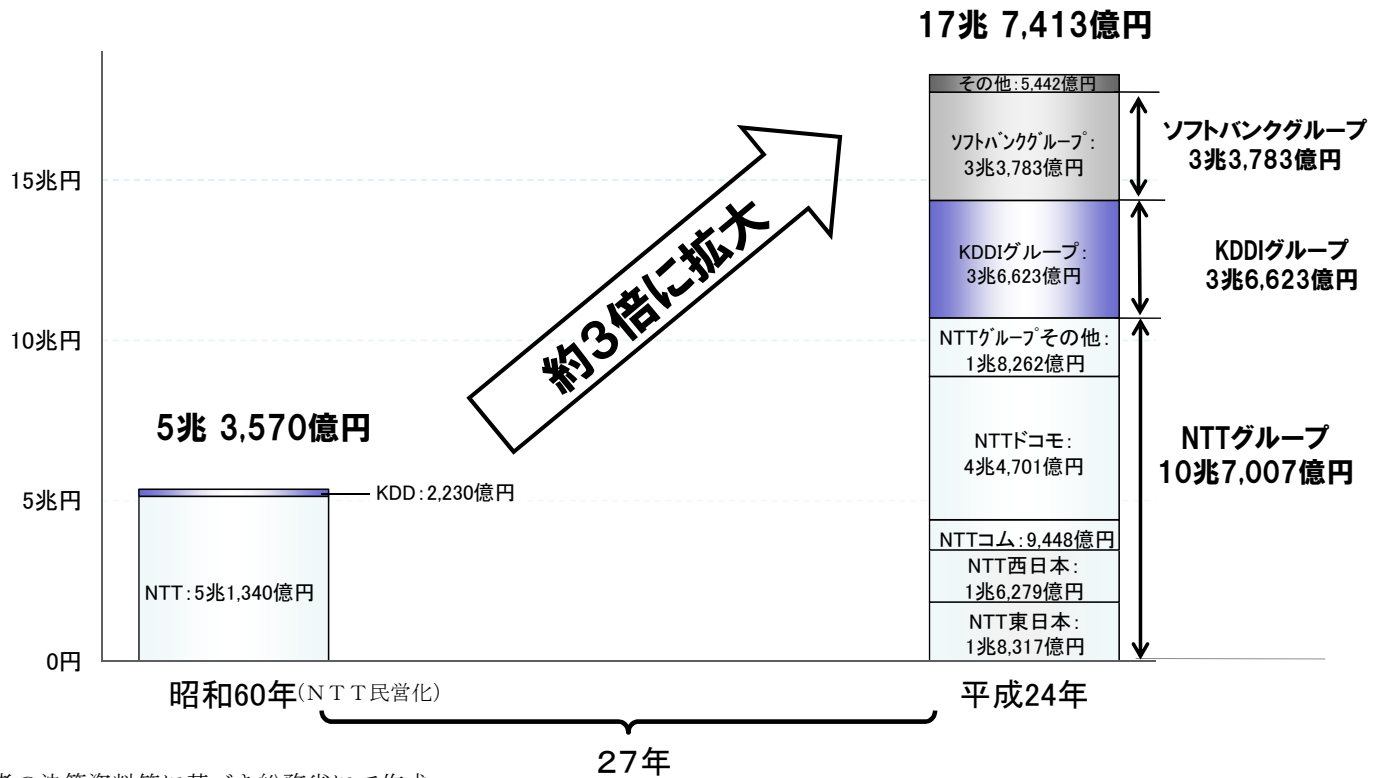 17兆 7,413億円
その他：5,442億円
ソフトバンクグループ：
3兆3,783億円
ソフトバンクグループ
3兆3,783億円
15兆円
約３倍に拡大
KDDIグループ：
3兆6,623億円
KDDIグループ
3兆6,623億円
10兆円
NTTグループその他：
1兆8,262億円
5兆 3,570億円
NTTドコモ：
4兆4,701億円
NTTグループ
10兆7,007億円
KDD：2,230億円
5兆円
NTTコム：9,448億円
NTT西日本：
1兆6,279億円
NTT：5兆1,340億円
NTT東日本：
1兆8,317億円
0円
昭和60年(ＮＴＴ民営化)
平成24年
２７年